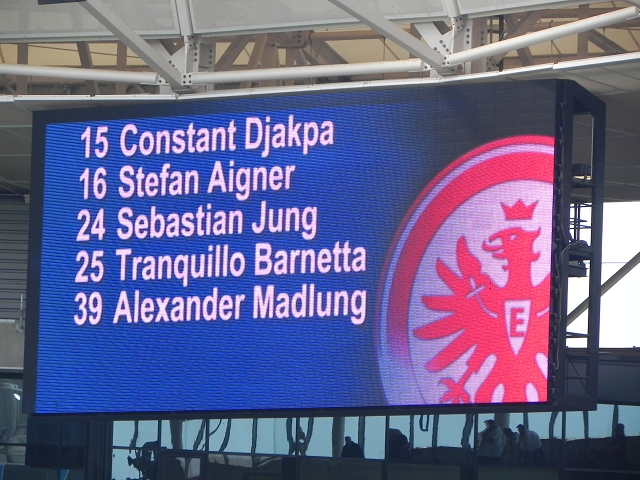 15 Constant Djakpa
16 Stefan Aigner
24 Sebastian Jung
25 Tranquillo Barnetta
39 Alexander Madlung
E